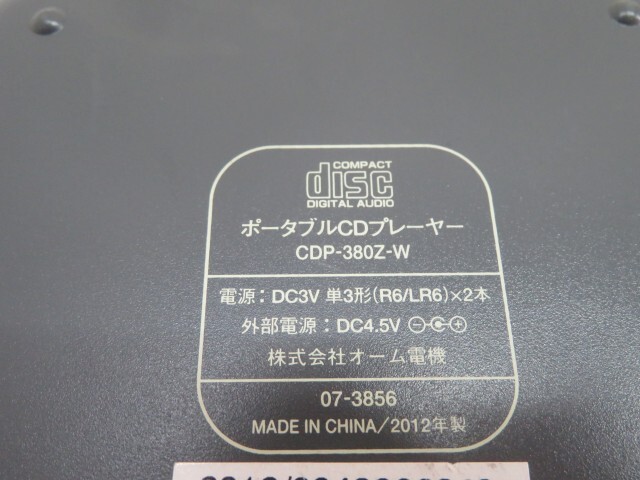 COMPACT
disc
DIGITAL AUDIO
ポータブルCDプレーヤー
CDP-380Z-W
電源：DC3V 単3形(R6/LR6)×2本
外部電源：DC4.5V
株式会社オーム電機
07-3856
MADE IN CHINA/2012年製